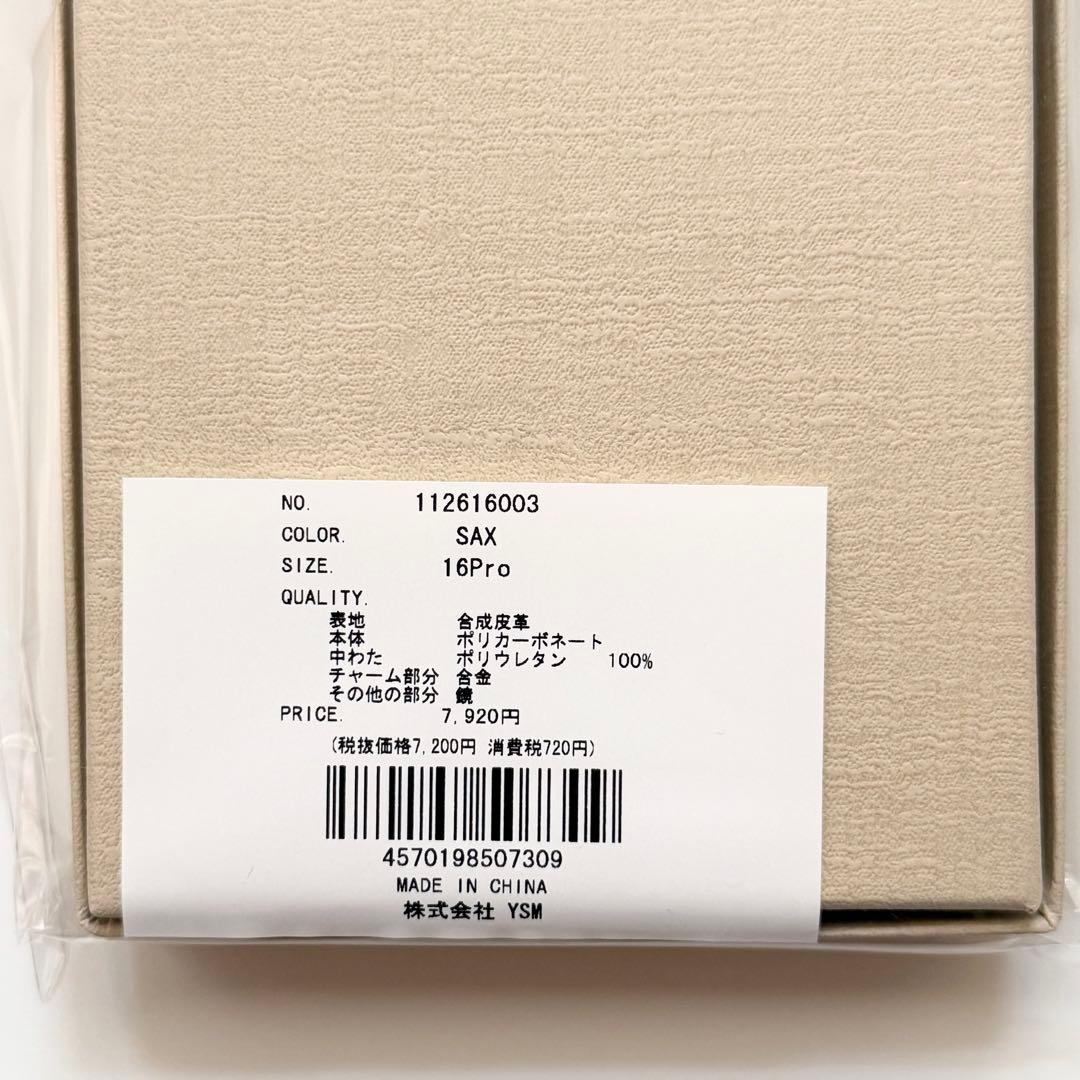 NO. 112616003
COLOR. SAX
SIZE. 16Pro
QUALITY.
表地 合成皮革
本体 ポリカーボネート
中わた ポリウレタン 100%
チャーム部分 合金
その他の部分 鏡
PRICE. 7,920円
(税抜価格7,200円 消費税720円)
4570198507309
MADE IN CHINA
株式会社 YSM